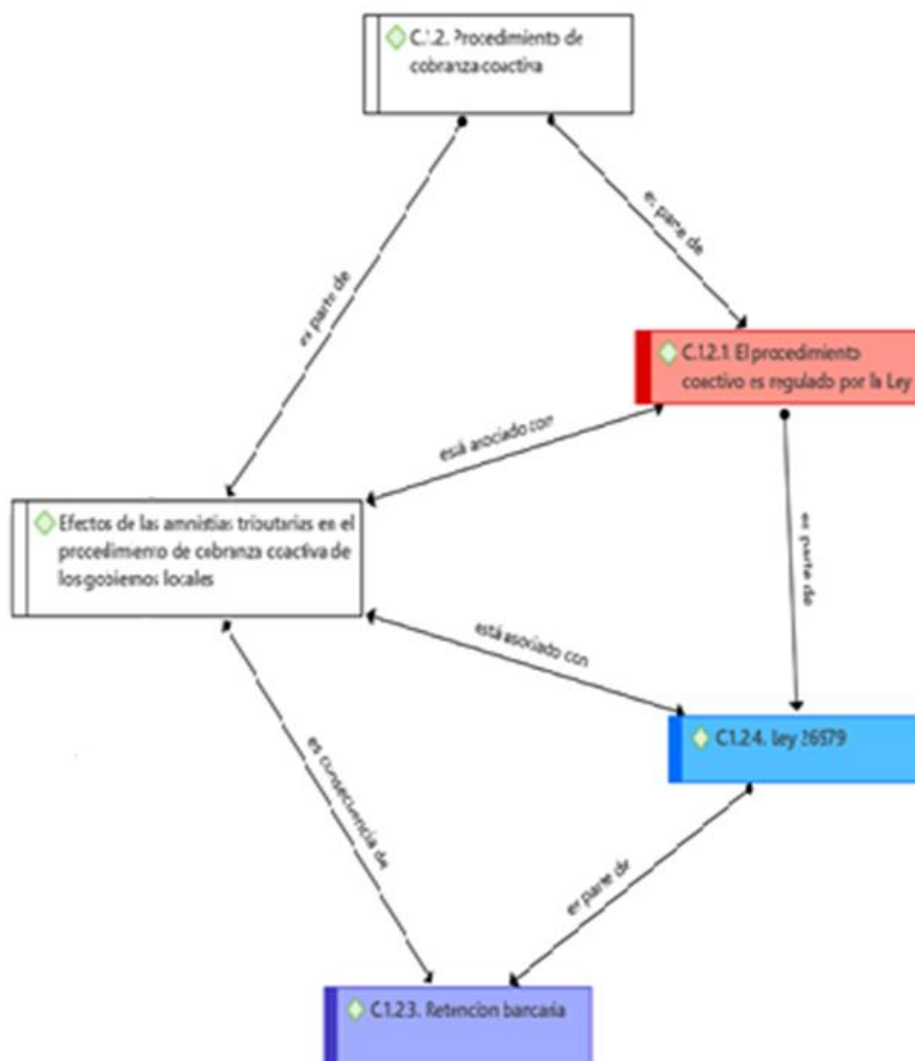 C.1.2. Procedimiento de
cobranza coactiva
es parte de
es parte de
C.1.2.1 El procedimiento
coactivo es regulado por la Ley
está asociado con
Efectos de las amnistias tributarias en el
procedimiento de cobranza coactiva de
los gobiernos locales
es parte de
está asociado con
C1.2.4. Ley 26979
es consecuencia de
es parte de
C1.2.3. Retencion bancaria